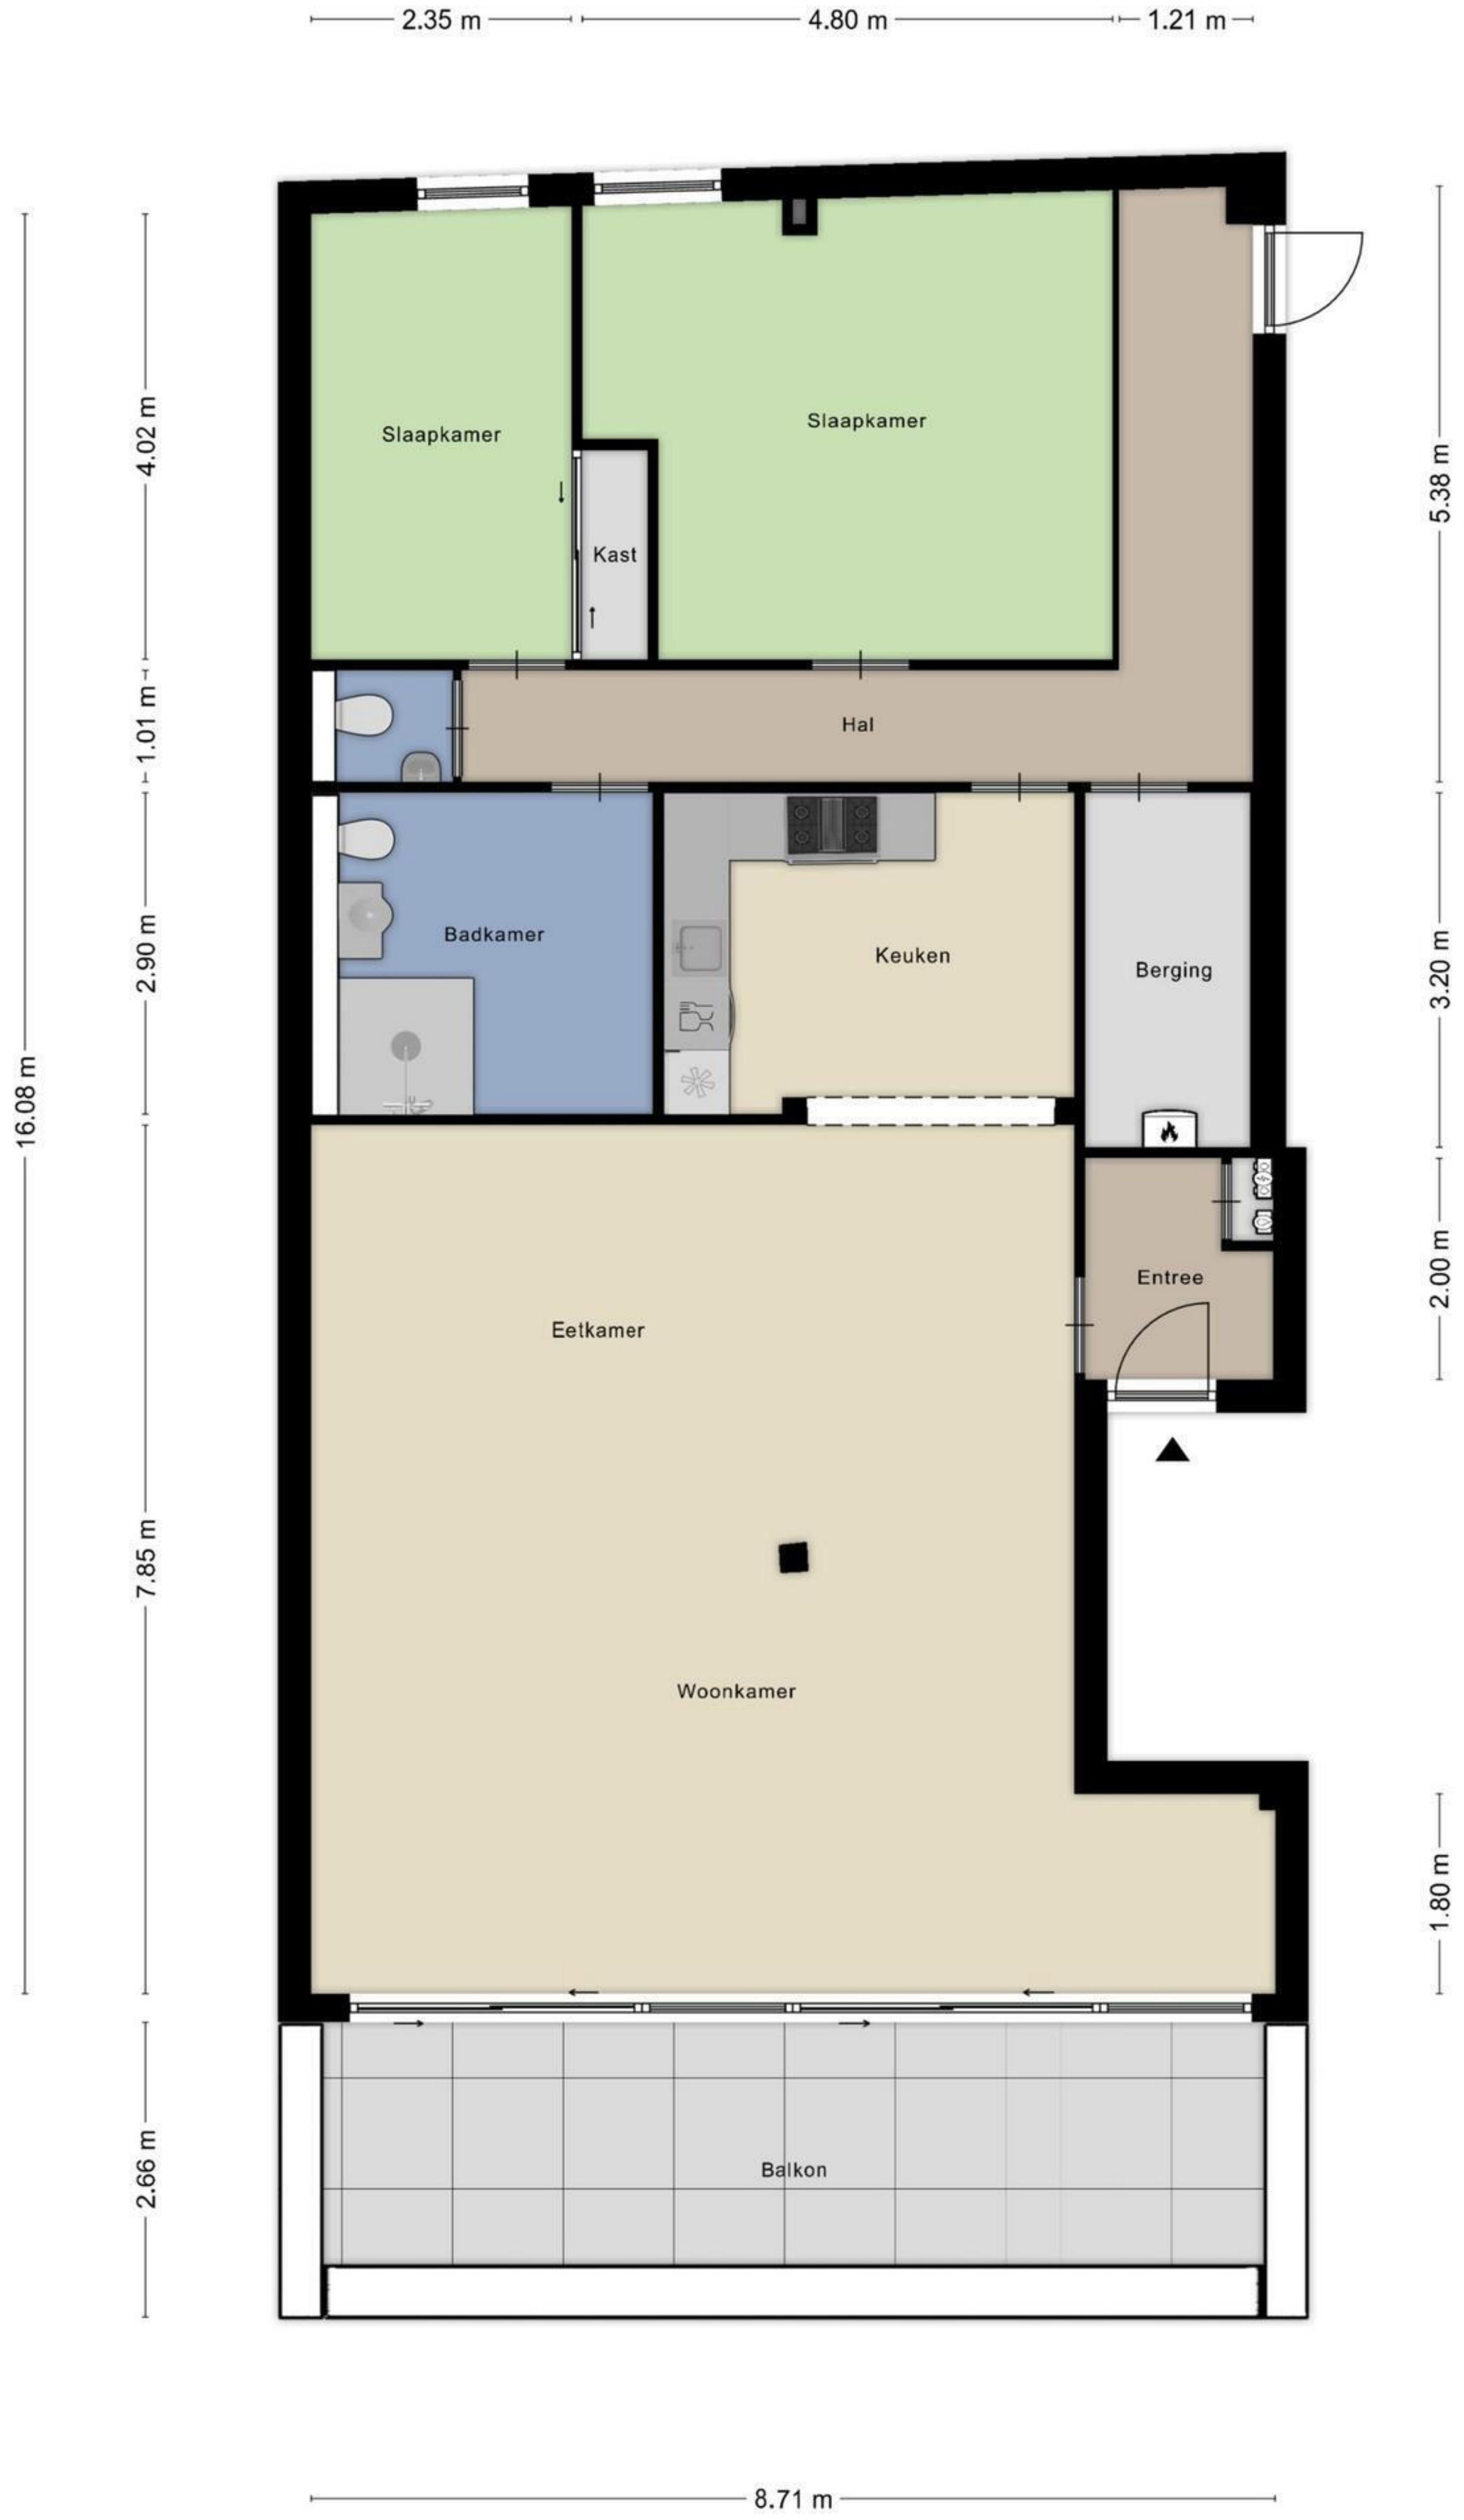 2.35 m
4.80 m
1.21 m
Slaapkamer
Slaapkamer
4.02 m
5.38 m
Kast
1.01 m
Hal
Badkamer
Keuken
Berging
2.90 m
3.20 m
16.08 m
Entree
2.00 m
Eetkamer
7.85 m
Woonkamer
1.80 m
Balkon
2.66 m
8.71 m